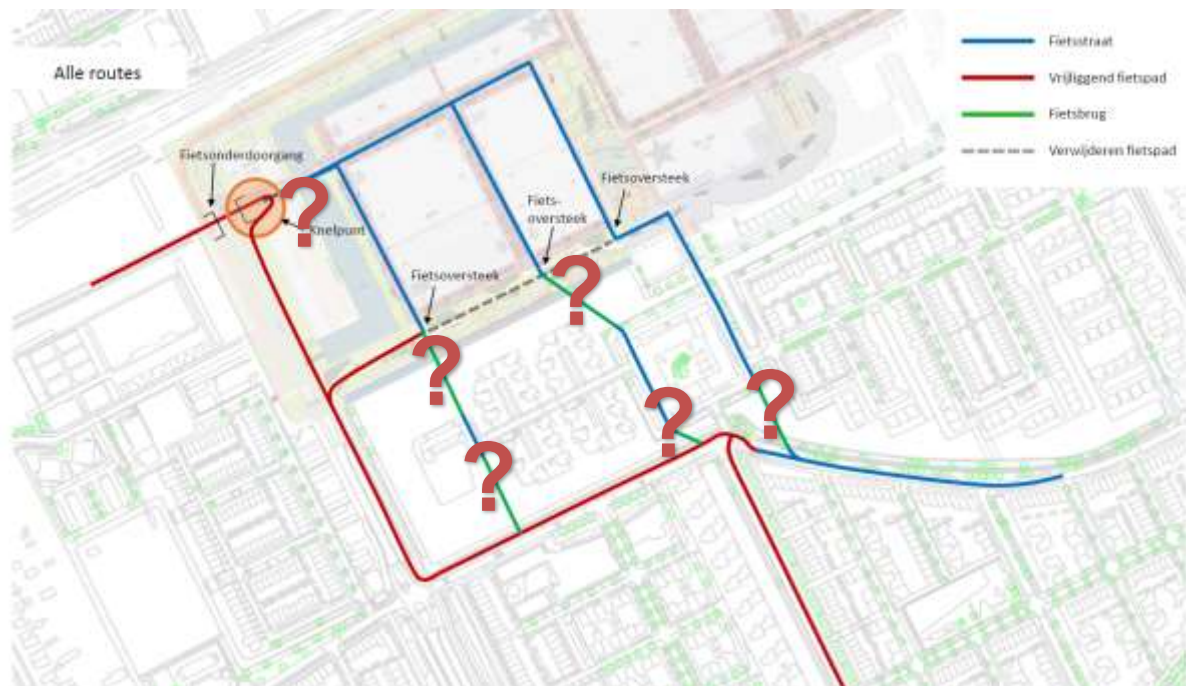 Alle routes
Fietsstraat
Vrijliggend fietspad
Fietsbrug
Verwijderen fietspad
Fietsonderdoorgang
?
Knelpunt
Fietsoversteek
Fiets-
oversteek
?
Fietsoversteek
?
?
?
?